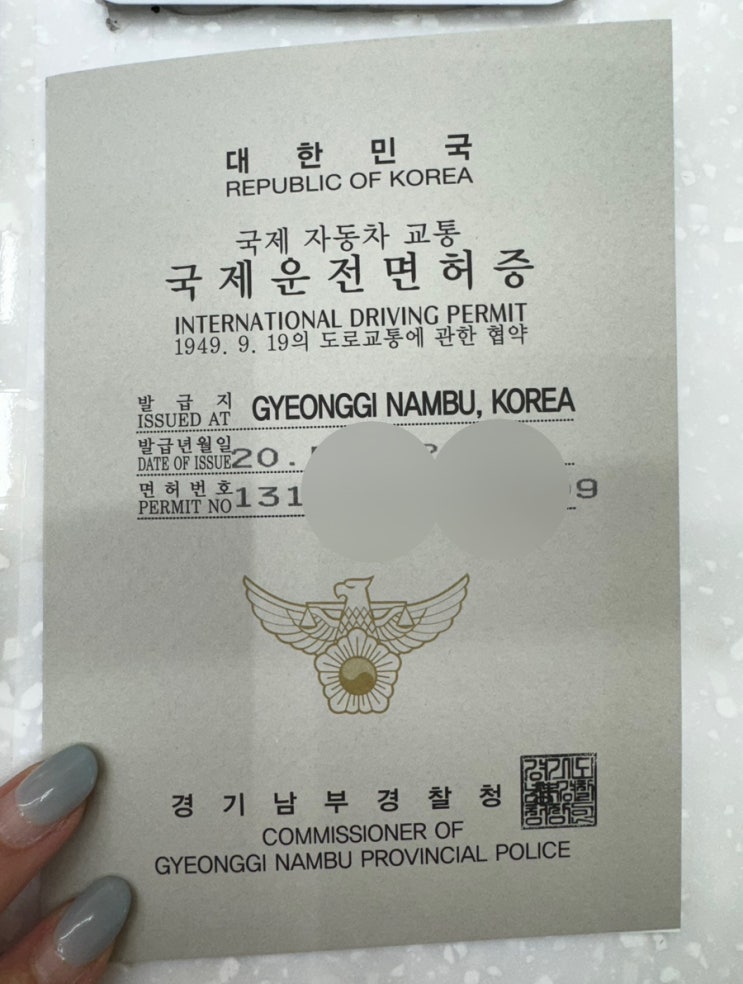 대한민국
REPUBLIC OF KOREA
국제 자동차 교통
국제운전면허증
INTERNATIONAL DRIVING PERMIT
1949. 9. 19의 도로교통에 관한 협약
발급지
ISSUED AT GYEONGGI NAMBU, KOREA
발급년월일
DATE OF ISSUE 20.
면허번호
PERMIT NO 131 9
경기남부경찰청
COMMISSIONER OF
GYEONGGI NAMBU PROVINCIAL POLICE